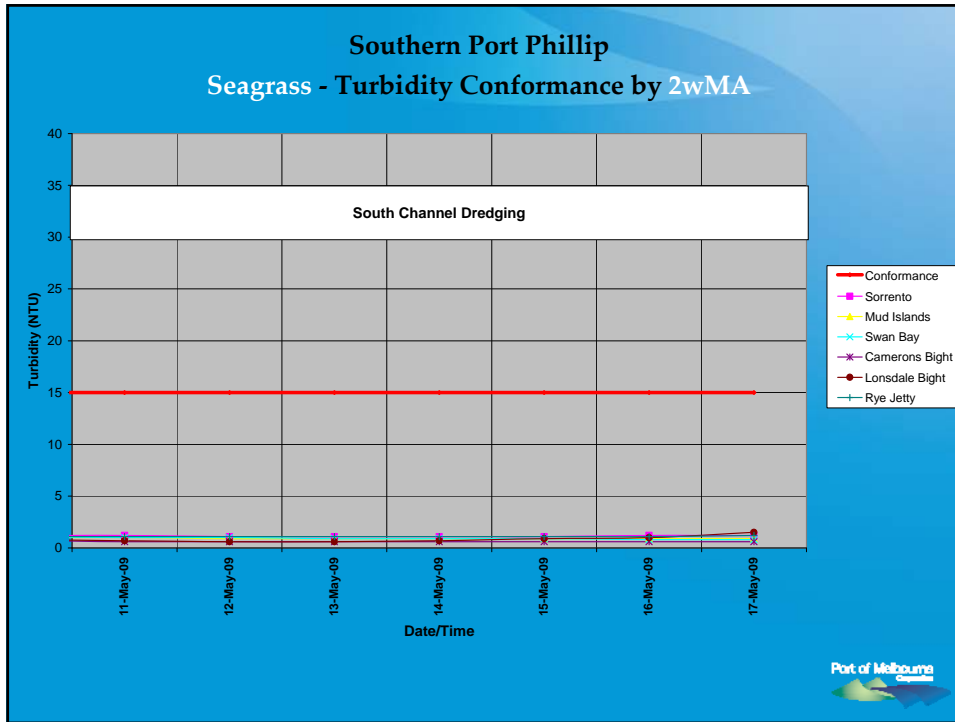 Southern Port Phillip
Seagrass - Turbidity Conformance by 2wMA
40
35
30
25
20
15
10
5
0
Turbidity (NTU)
South Channel Dredging
11-May-09
12-May-09
13-May-09
14-May-09
15-May-09
16-May-09
17-May-09
Date/Time
Conformance
Sorrento
Mud Islands
Swan Bay
Camerons Bight
Lonsdale Bight
Rye Jetty
Port of Melbourne
Corporation